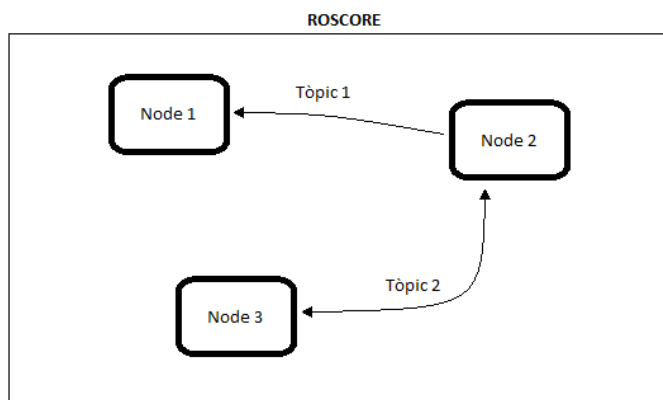 ROSCORE
Tòpic 1
Node 1
Node 2
Tòpic 2
Node 3